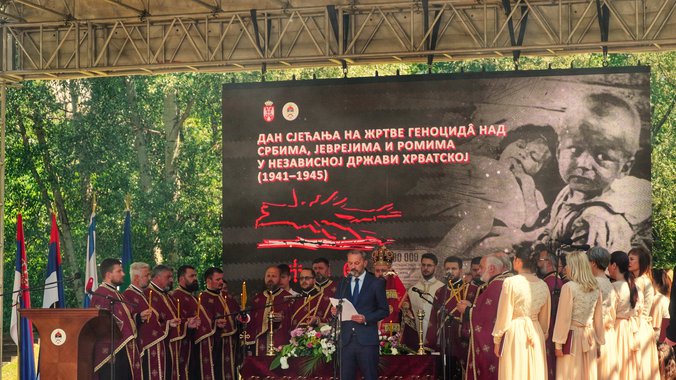 ДАН СЈЕЋАЊА НА ЖРТВЕ ГЕНОЦИДА НАД
СРБИМА, ЈЕВРЕЈИМА И РОМИМА
У НЕЗАВИСНОЈ ДРЖАВИ ХРВАТСКОЈ
(1941–1945)